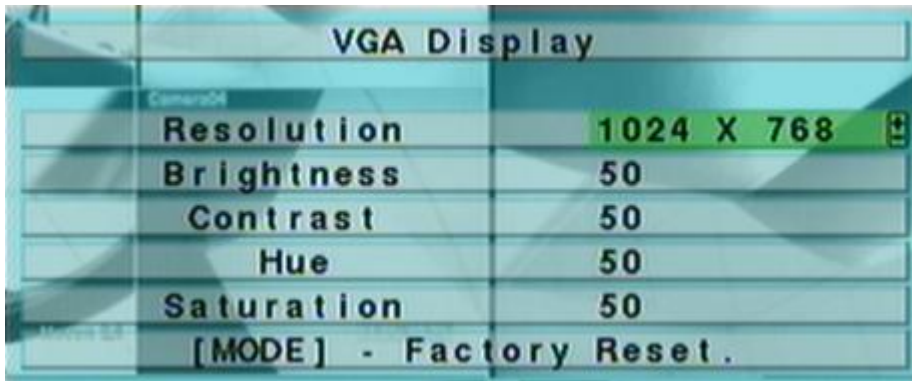 VGA Display
Camera04
Resolution 1024 X 768
Brightness 50
Contrast 50
Hue 50
Saturation 50
[MODE] - Factory Reset.